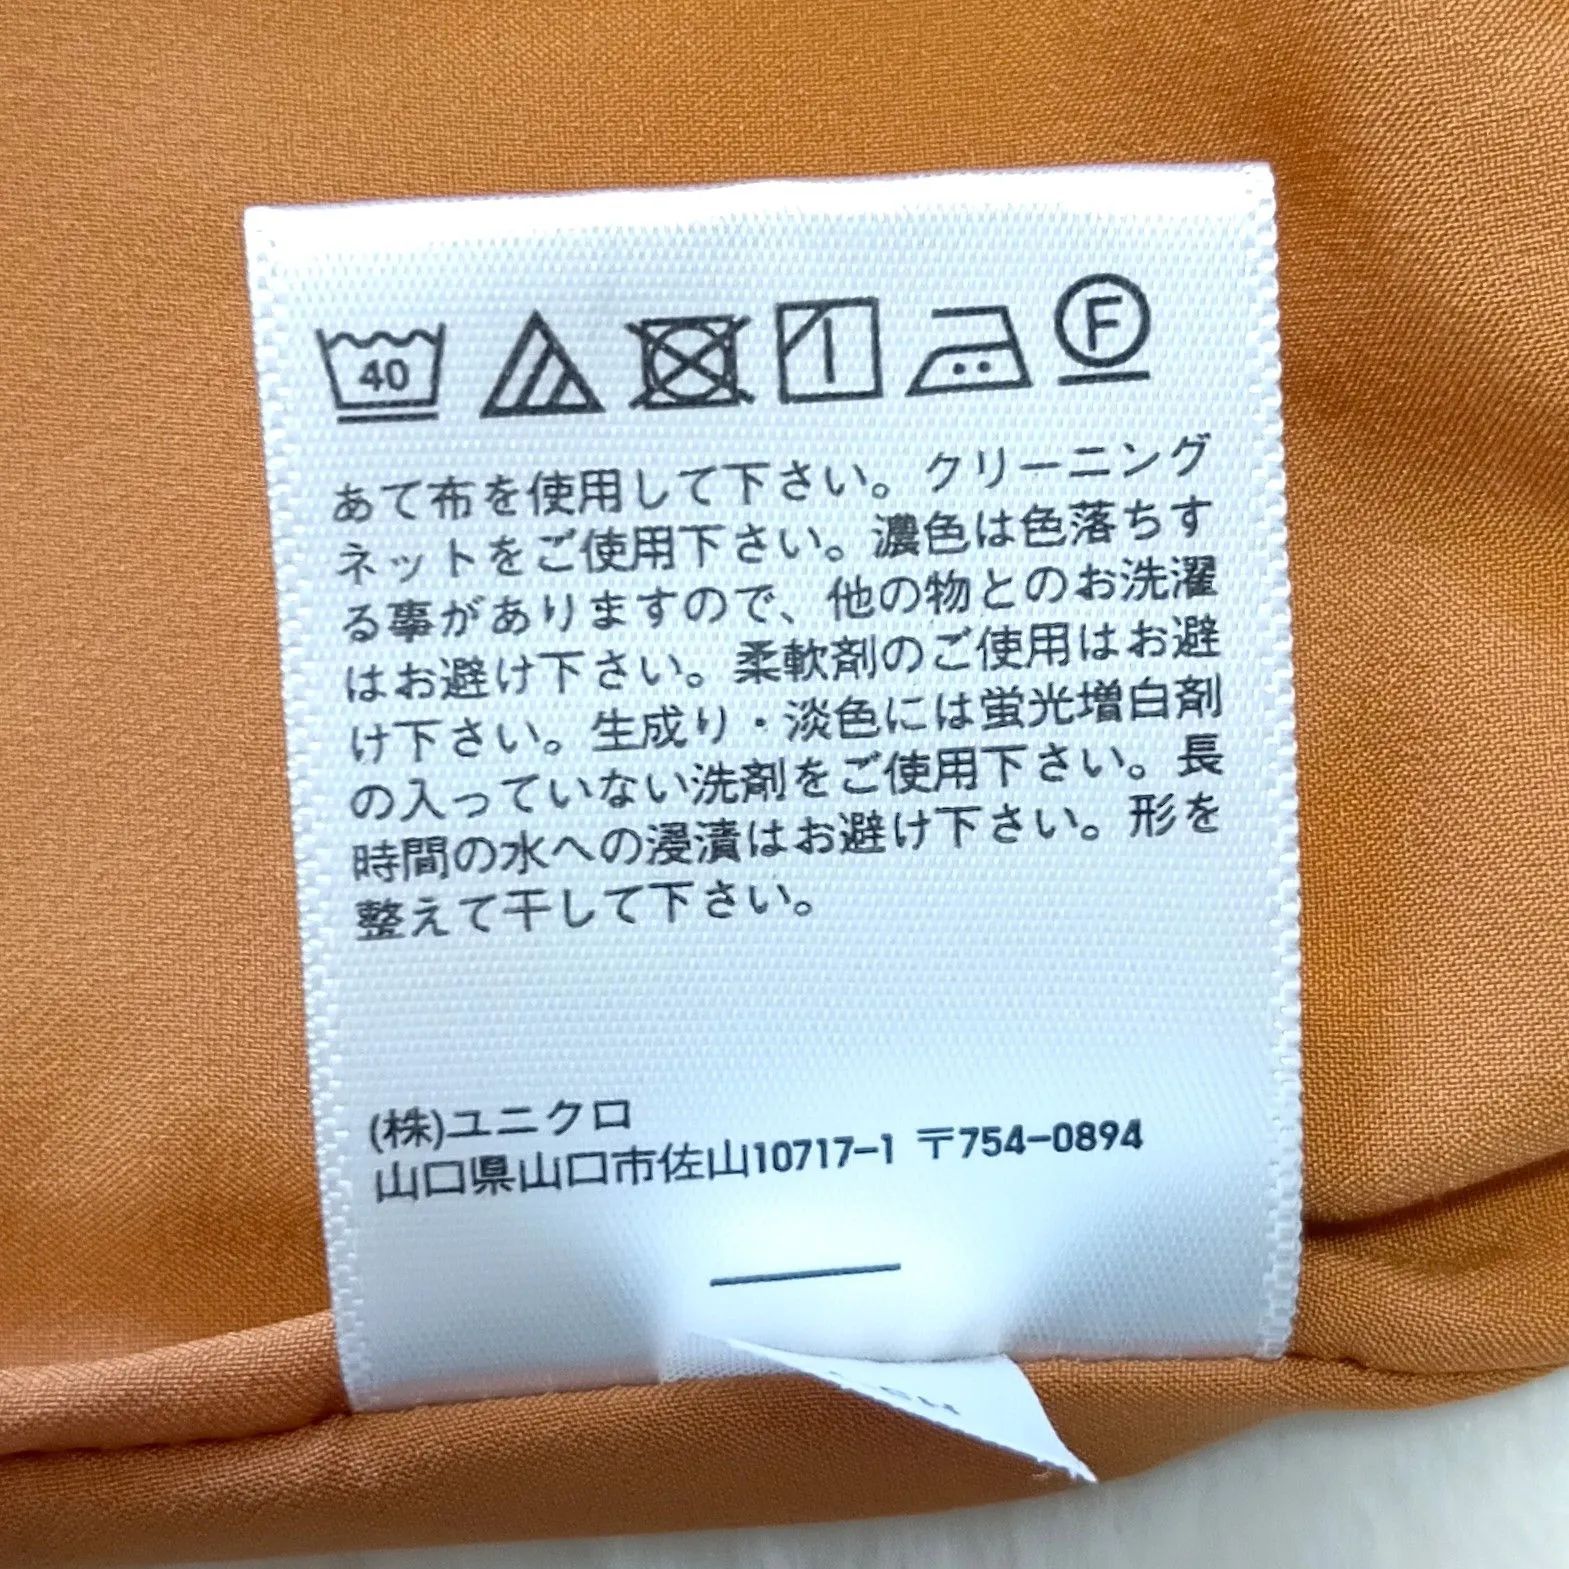 40
F
あて布を使用して下さい。クリーニング
ネットをご使用下さい。濃色は色落ちす
る事がありますので、他の物とのお洗濯
はお避け下さい。柔軟剤のご使用はお避
け下さい。生成り・淡色には蛍光増白剤
の入っていない洗剤をご使用下さい。長
時間の水への浸漬はお避け下さい。形を
整えて干して下さい。
(株)ユニクロ
山口県山口市佐山10717-1 〒754-0894